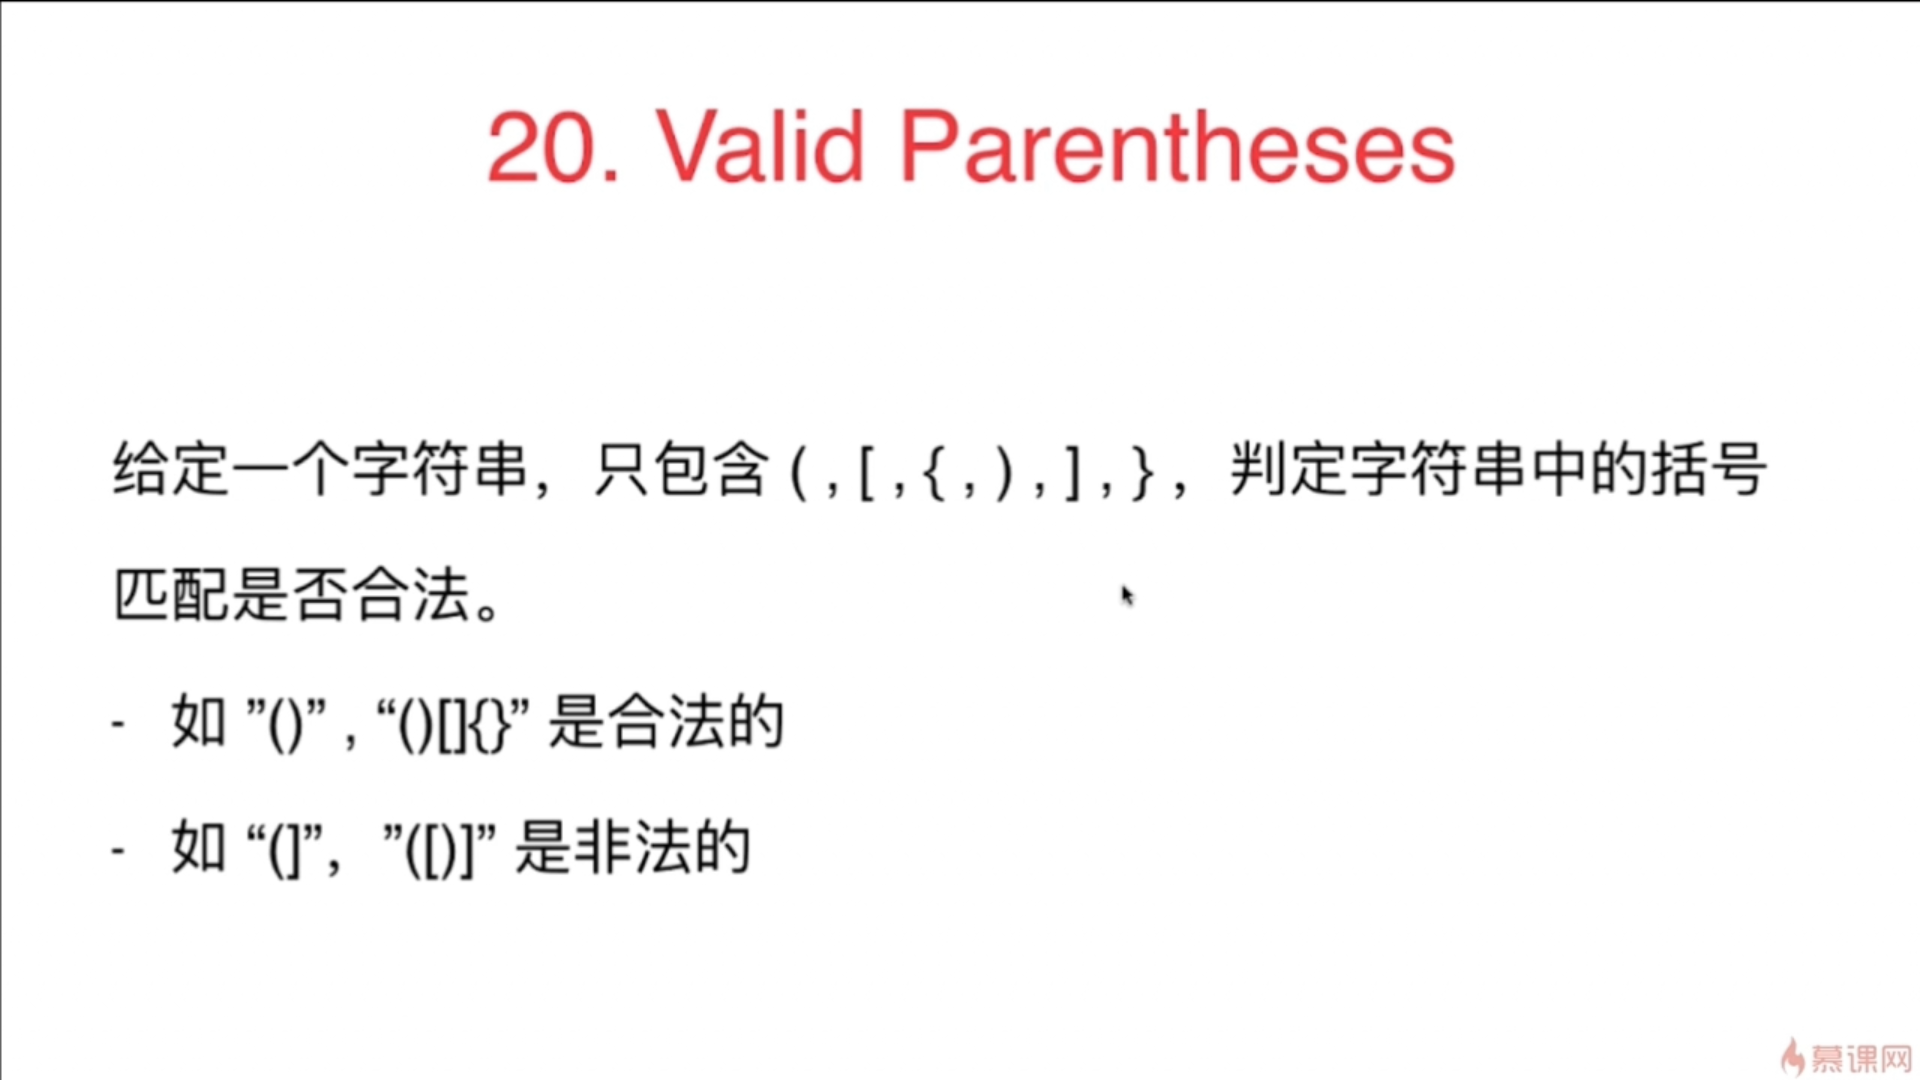 20. Valid Parentheses
给定一个字符串，只包含 ( , [ , { , ) , ] , } ，判定字符串中的括号
匹配是否合法。
- 如 ”()” , “()[]{}” 是合法的
- 如 “(]”，”([)]” 是非法的
慕课网